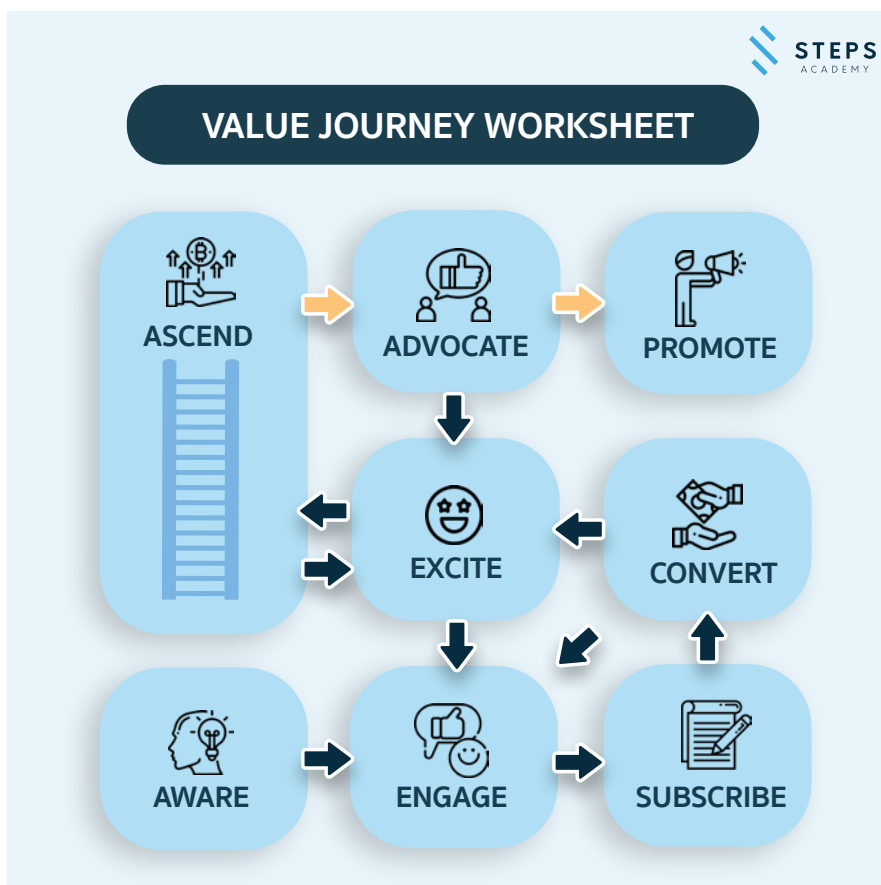 STEPS
ACADEMY
VALUE JOURNEY WORKSHEET
ASCEND
ADVOCATE
PROMOTE
EXCITE
CONVERT
AWARE
ENGAGE
SUBSCRIBE